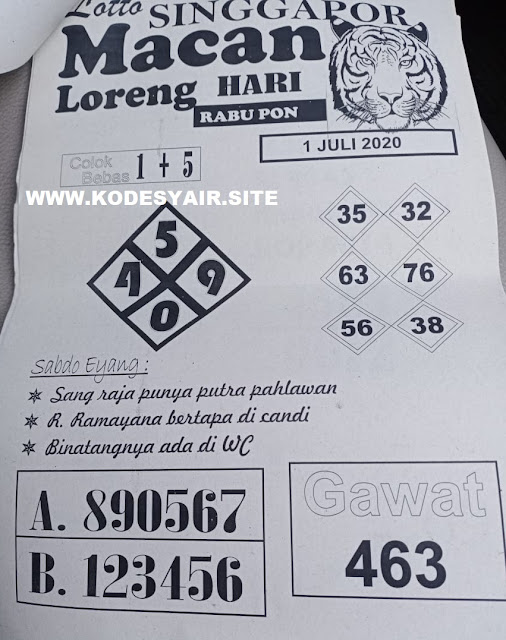 Lotto SINGGAPOR
Macan
Loreng HARI
RABU PON
1 JULI 2020
Colok
Bebas 1 + 5
WWW.KODESYAIR.SITE
5
4 9
0
35 32
63 76
56 38
Sabdo Eyang :
Sang raja punya putra pahlawan
R. Ramayana bertapa di candi
Binatangnya ada di WC
A. 890567
B. 123456
Gawat
463